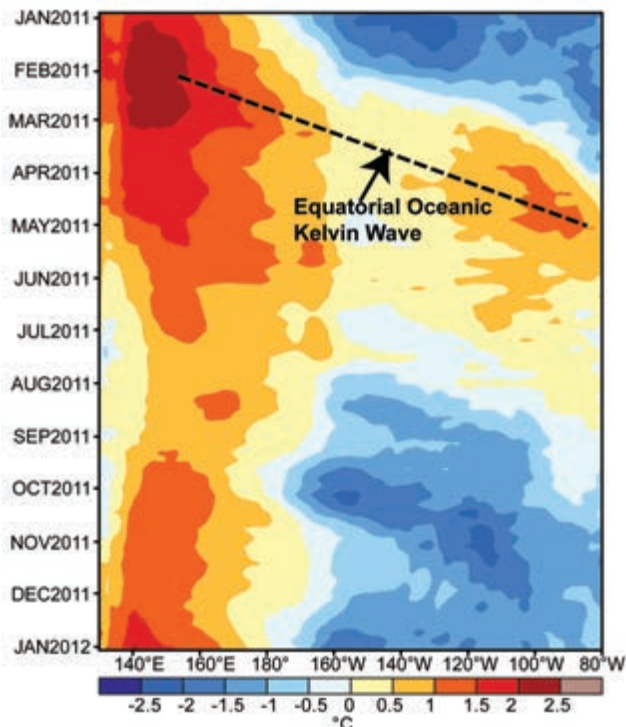 JAN2011
FEB2011
MAR2011
APR2011
Equatorial Oceanic
MAY2011
Kelvin Wave
JUN2011
JUL2011
AUG2011
SEP2011
OCT2011
NOV2011
DEC2011
JAN2012
140°E 160°E 180° 160°W 140°W 120°W 100°W 80°W
-2.5 -2 -1.5 -1 -0.5 0 0.5 1 1.5 2 2.5
°C